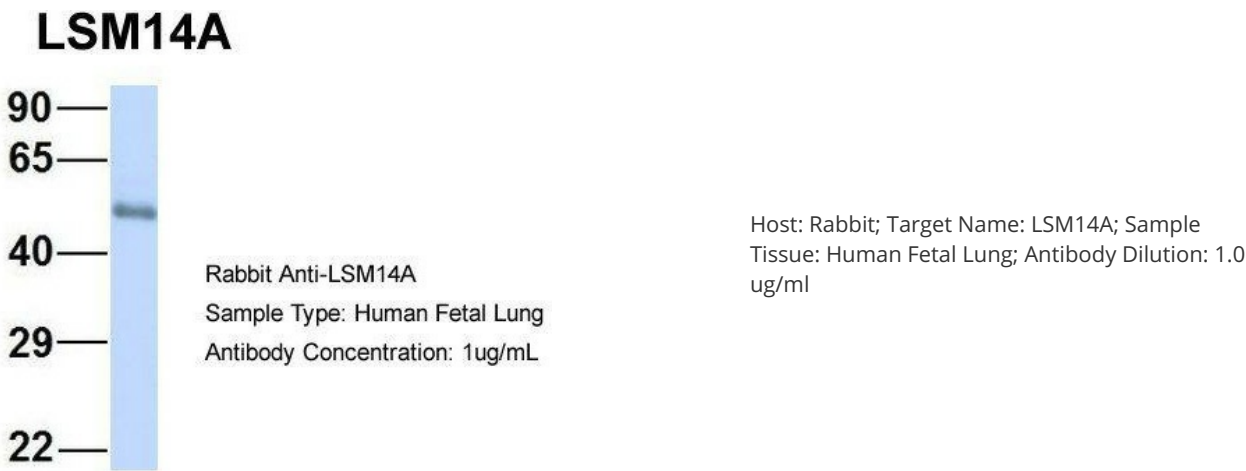 LSM14A
90
65
40
29
22
Rabbit Anti-LSM14A
Sample Type: Human Fetal Lung
Antibody Concentration: 1ug/mL
Host: Rabbit; Target Name: LSM14A; Sample
Tissue: Human Fetal Lung; Antibody Dilution: 1.0
ug/ml